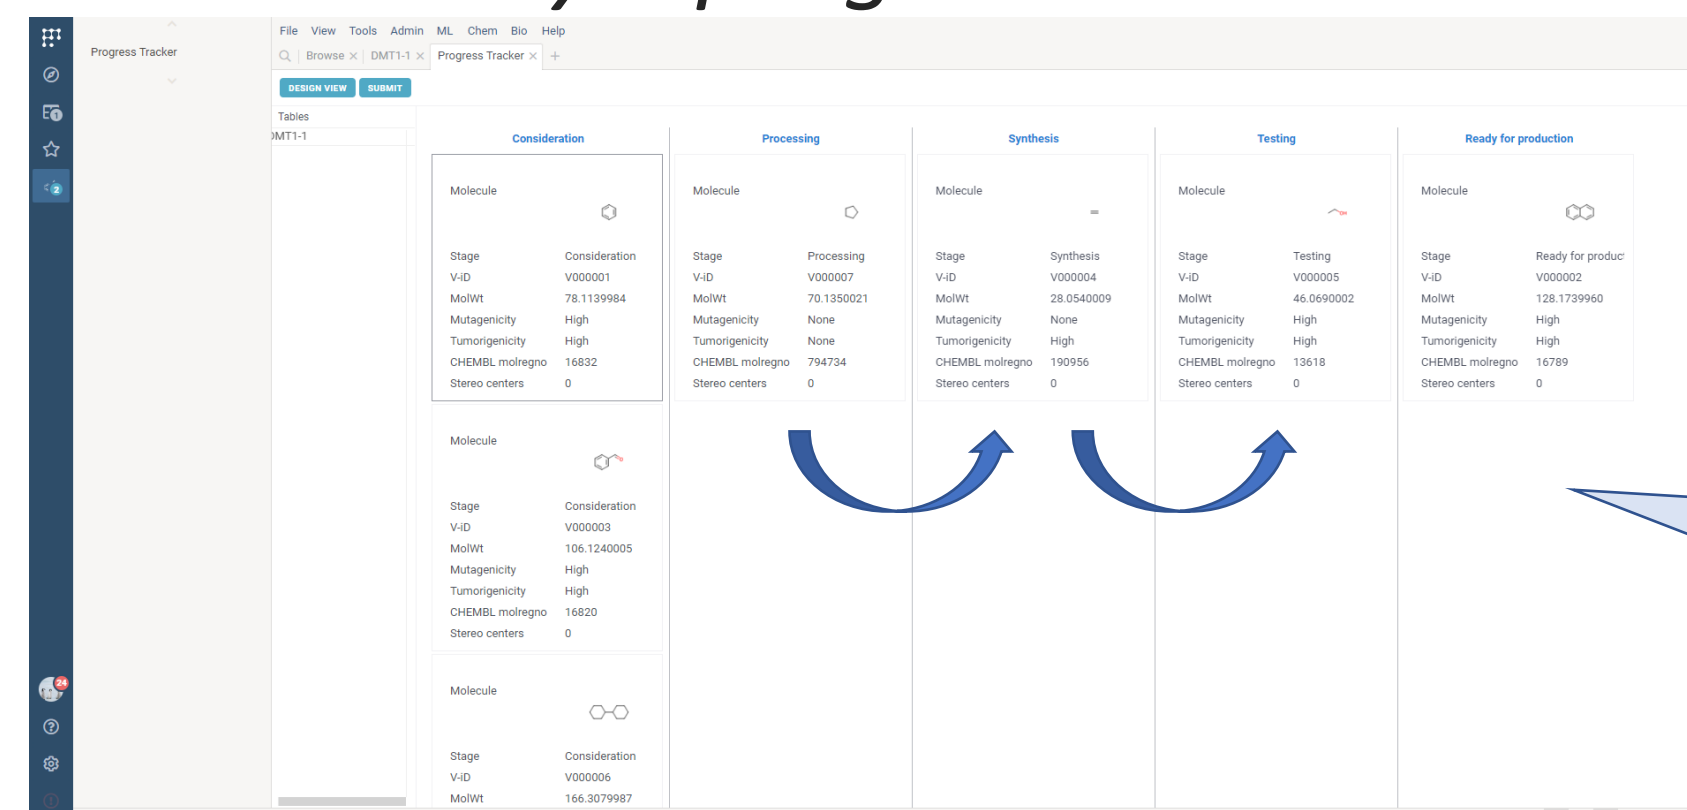 Progress Tracker
File View Tools Admin ML Chem Bio Help
Browse × DMT1-1 × Progress Tracker × +
DESIGN VIEW SUBMIT
Tables
DMT1-1
Consideration Processing Synthesis Testing Ready for production
Molecule Molecule Molecule Molecule Molecule
OH
Stage Consideration Stage Processing Stage Synthesis Stage Testing Stage Ready for produc
V-iD V000001 V-iD V000007 V-iD V000004 V-iD V000005 V-iD V000002
MolWt 78.1139984 MolWt 70.1350021 MolWt 28.0540009 MolWt 46.0690002 MolWt 128.1739960
Mutagenicity High Mutagenicity None Mutagenicity None Mutagenicity High Mutagenicity High
Tumorigenicity High Tumorigenicity None Tumorigenicity High Tumorigenicity High Tumorigenicity High
CHEMBL molregno 16832 CHEMBL molregno 794734 CHEMBL molregno 190956 CHEMBL molregno 13618 CHEMBL molregno 16789
Stereo centers 0 Stereo centers 0 Stereo centers 0 Stereo centers 0 Stereo centers 0
Molecule
Stage Consideration
V-iD V000003
MolWt 106.1240005
Mutagenicity High
Tumorigenicity High
CHEMBL molregno 16820
Stereo centers 0
Molecule
Stage Consideration
V-iD V000006
MolWt 166.3079987
1
2
24